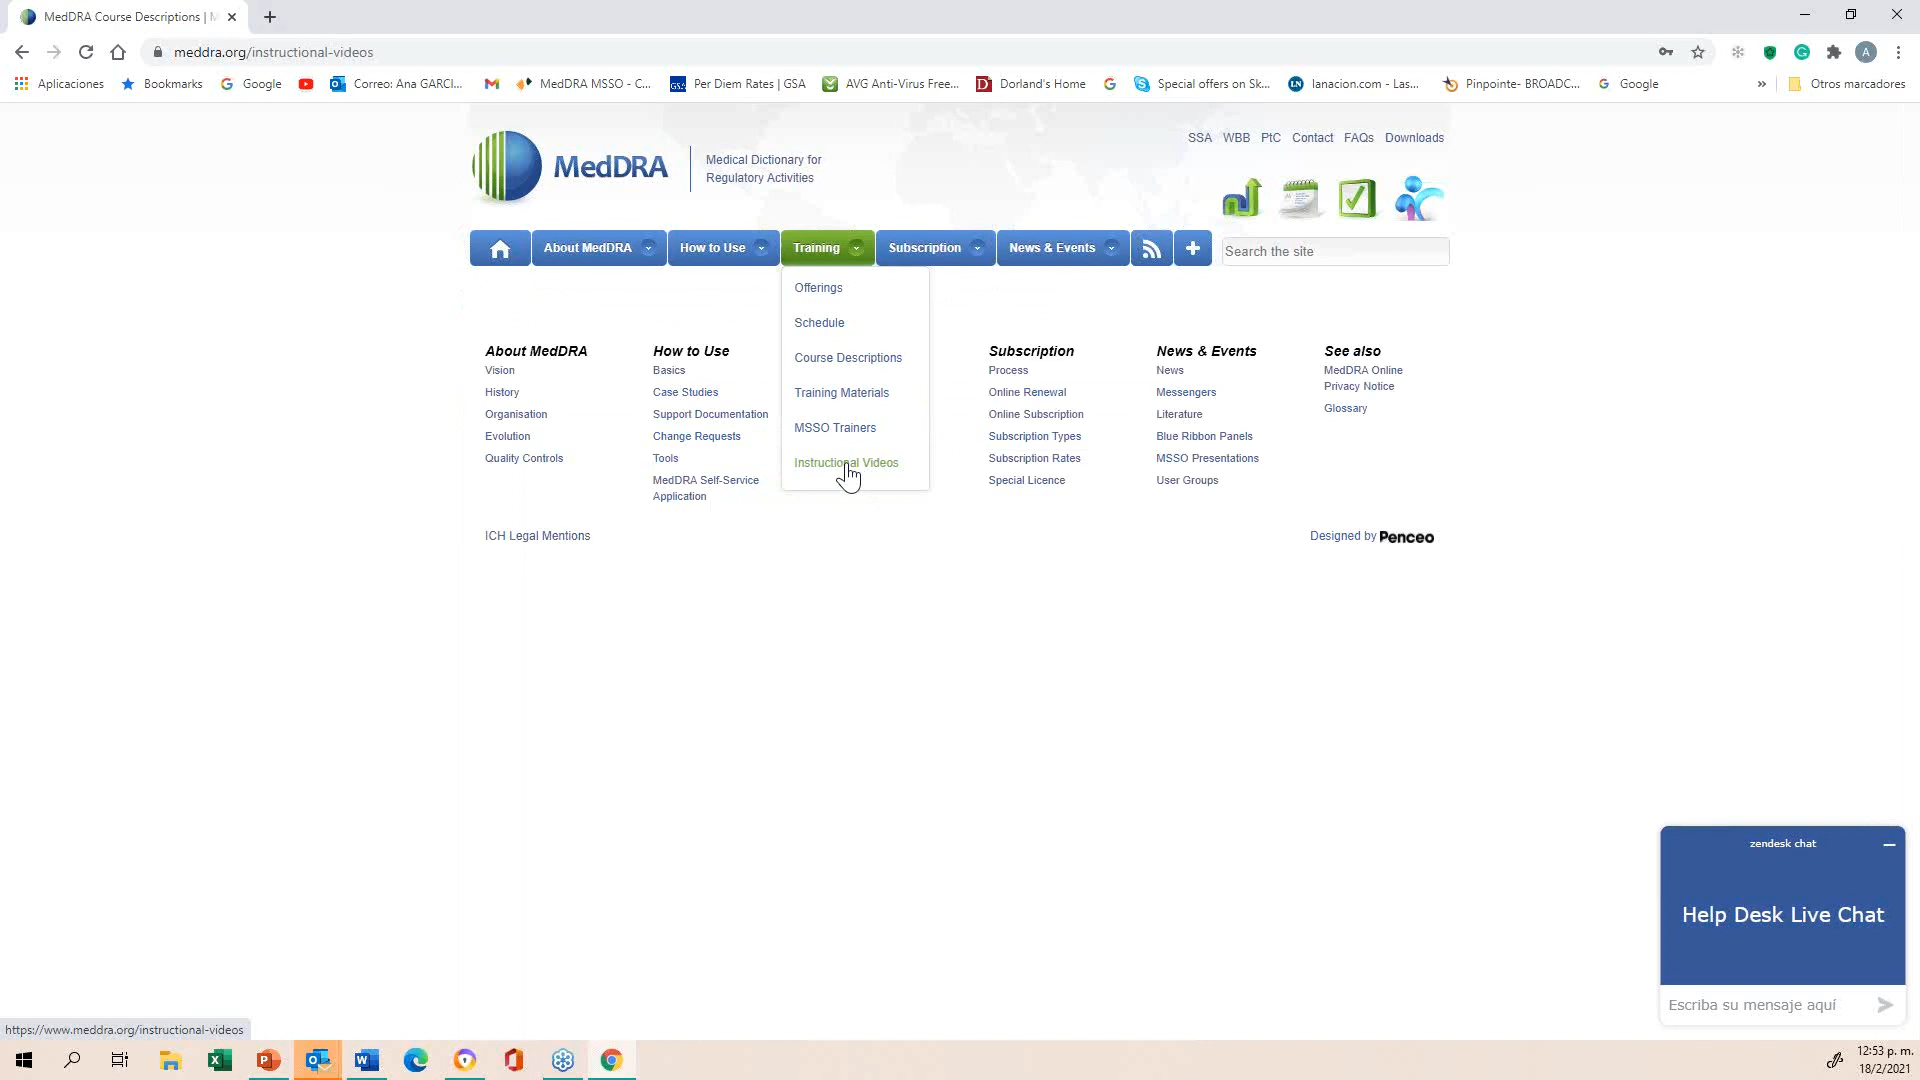 MedDRA Course Descriptions | M
meddra.org/instructional-videos
Aplicaciones Bookmarks Google Correo: Ana GARCI... MedDRA MSSO - C... Per Diem Rates | GSA AVG Anti-Virus Free... Dorland's Home Special offers on Sk... lanacion.com - Las... Pinpointe- BROADC... Google » Otros marcadores
SSA WBB PtC Contact FAQs Downloads
MedDRA
Medical Dictionary for
Regulatory Activities
About MedDRA How to Use Training Subscription News & Events Search the site
Offerings
Schedule
Course Descriptions
Training Materials
MSSO Trainers
Instructional Videos
About MedDRA
Vision
History
Organisation
Evolution
Quality Controls
How to Use
Basics
Case Studies
Support Documentation
Change Requests
Tools
MedDRA Self-Service
Application
Subscription
Process
Online Renewal
Online Subscription
Subscription Types
Subscription Rates
Special Licence
News & Events
News
Messengers
Literature
Blue Ribbon Panels
MSSO Presentations
User Groups
See also
MedDRA Online
Privacy Notice
Glossary
ICH Legal Mentions
Designed by Penceo
zendesk chat
Help Desk Live Chat
Escriba su mensaje aquí
https://www.meddra.org/instructional-videos
12:53 p. m.
18/2/2021